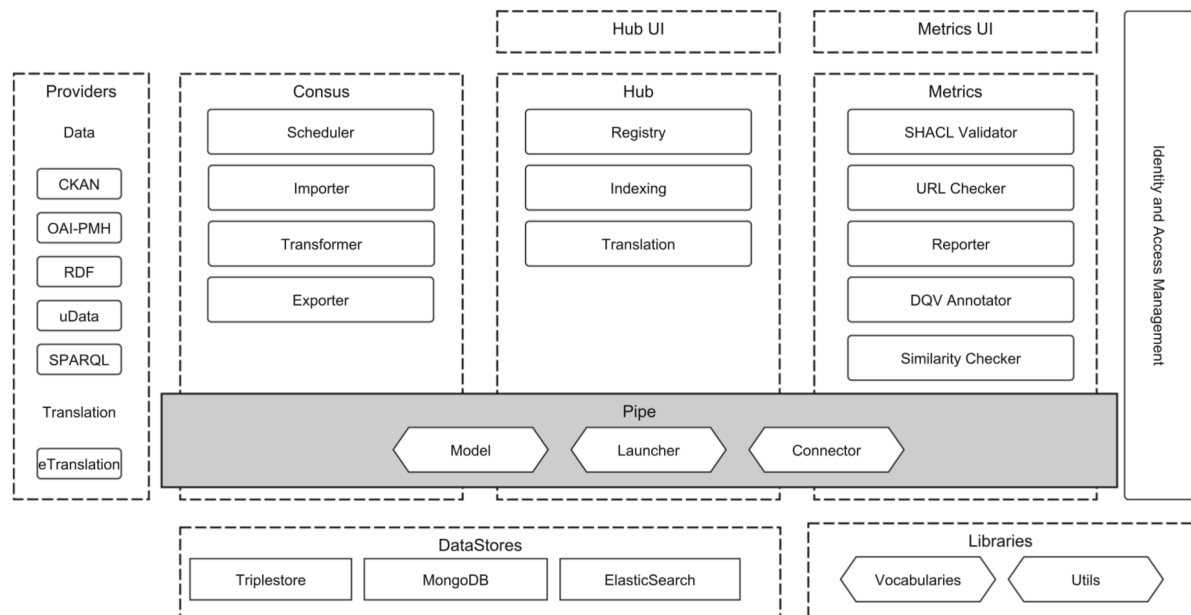 Hub UI
Metrics UI
Providers
Data
CKAN
OAI-PMH
RDF
uData
SPARQL
Translation
eTranslation
Consus
Scheduler
Importer
Transformer
Exporter
Hub
Registry
Indexing
Translation
Metrics
SHACL Validator
URL Checker
Reporter
DQV Annotator
Similarity Checker
Identity and Access Management
Pipe
Model
Launcher
Connector
DataStores
Triplestore
MongoDB
ElasticSearch
Libraries
Vocabularies
Utils